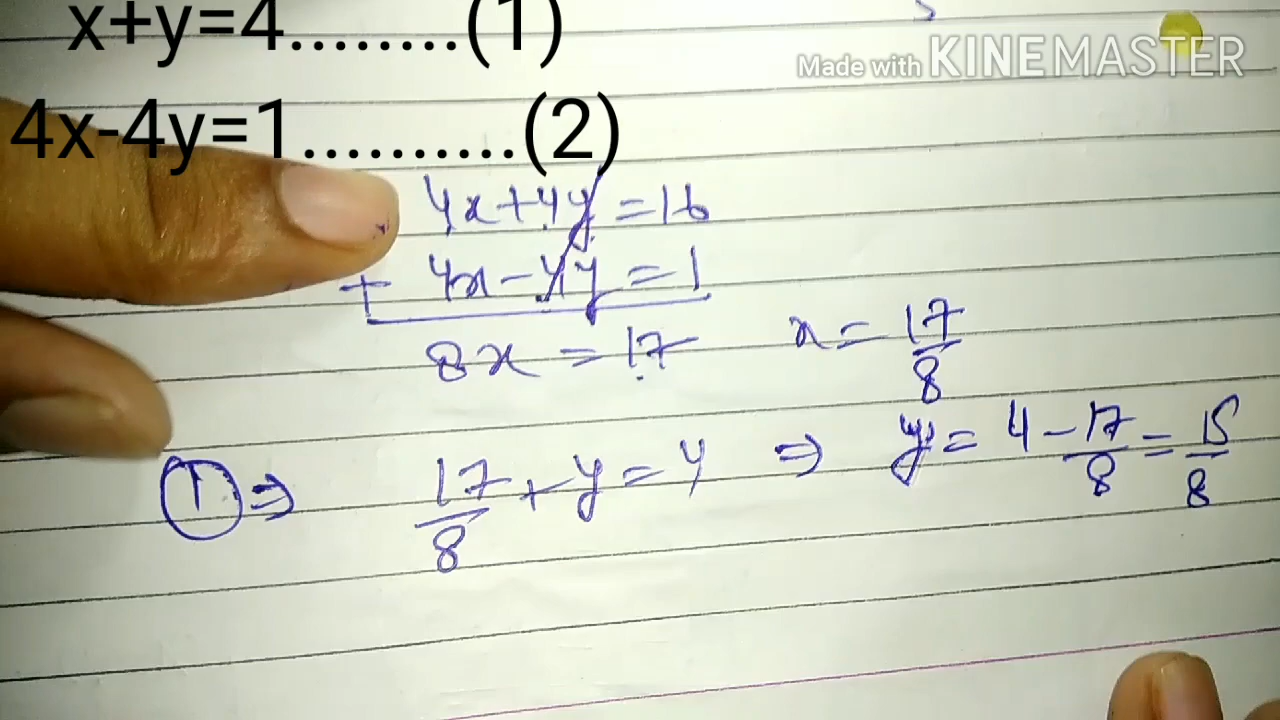 x+y=4........(1)
Made with KINEMASTER
4x-4y=1..........(2)
4x+4y=16
+ 4x-4y=1
8x=17 x=17/8
1 ⇒ 17/8+y=4 ⇒ y=4-17/8=15/8